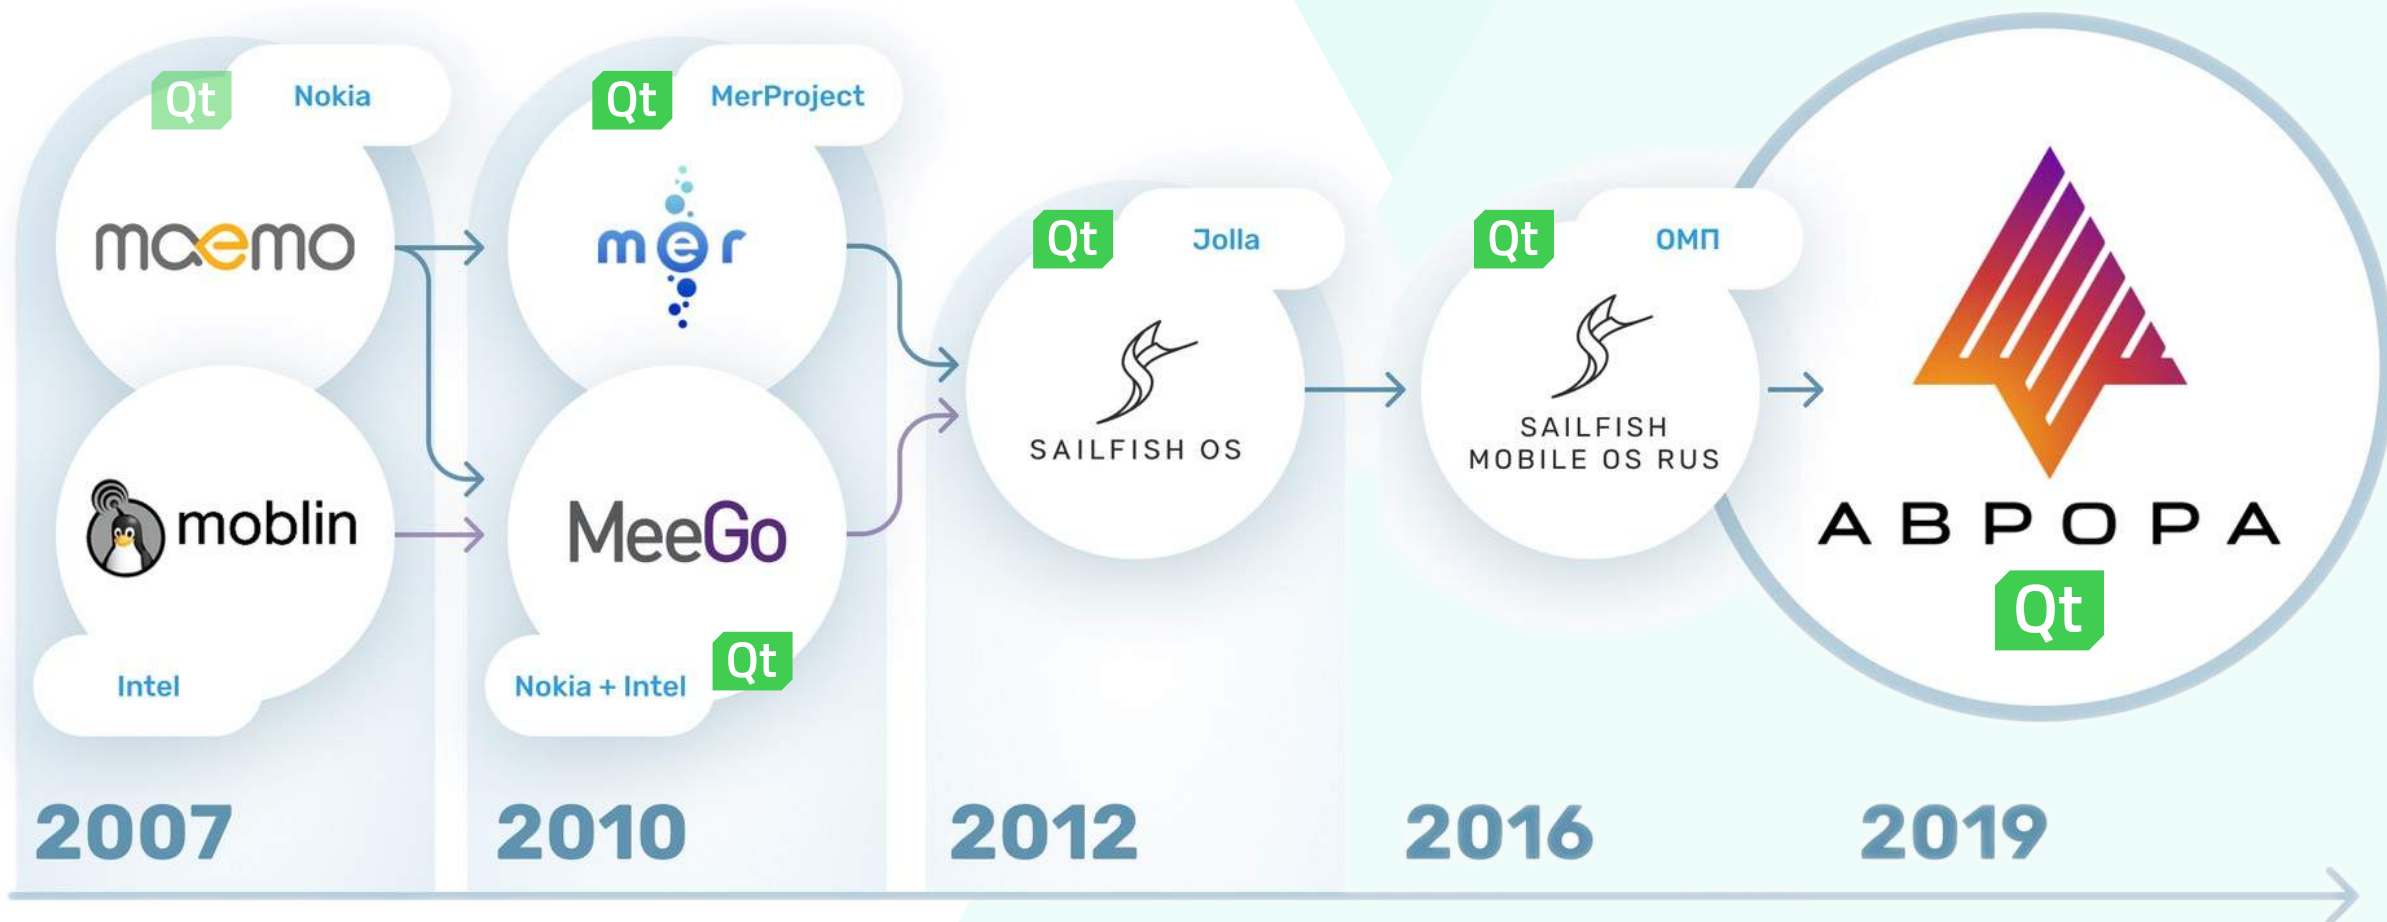 Qt
Nokia
maemo
moblin
Intel
2007
Qt
MerProject
mer
MeeGo
Nokia + Intel
Qt
2010
Qt
Jolla
SAILFISH OS
2012
Qt
ОМП
SAILFISH
MOBILE OS RUS
2016
АВРОРА
Qt
2019